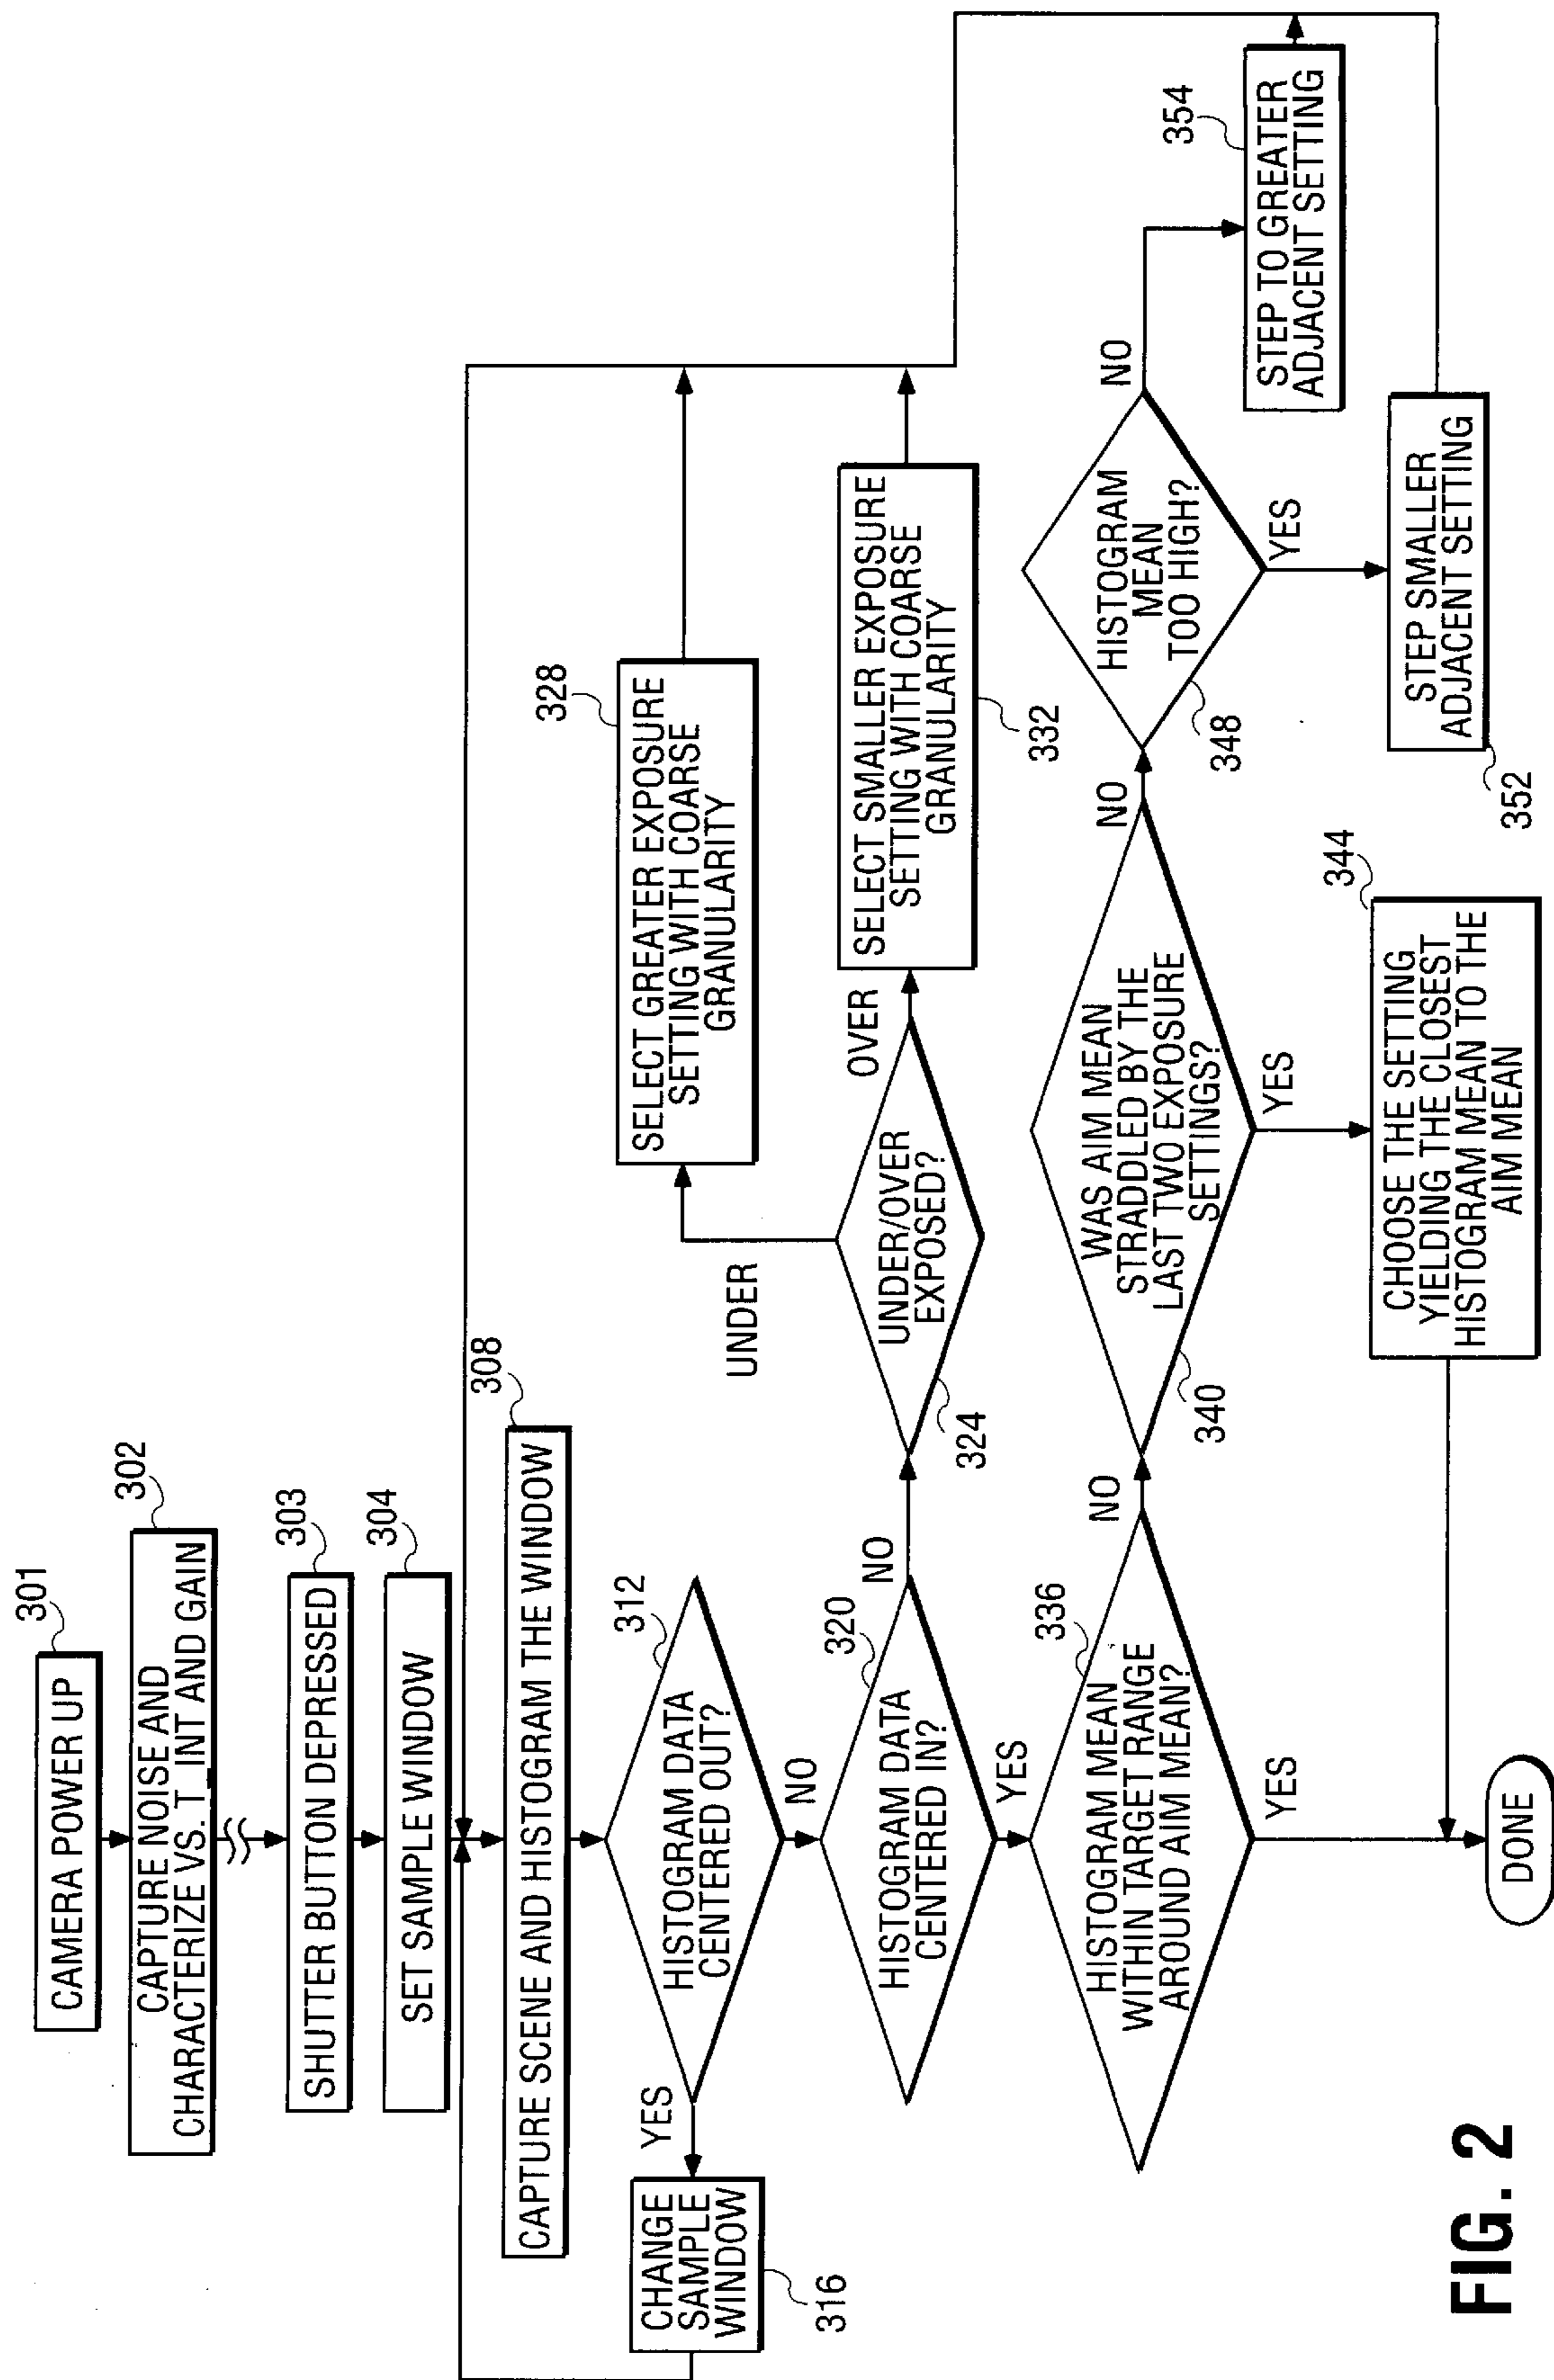 301
CAMERA POWER UP
302
CAPTURE NOISE AND
CHARACTERIZE VS. T_INT AND GAIN
303
SHUTTER BUTTON DEPRESSED
304
SET SAMPLE WINDOW
308
CAPTURE SCENE AND HISTOGRAM THE WINDOW
312
HISTOGRAM DATA
CENTERED OUT?
YES
CHANGE
SAMPLE
WINDOW
316
NO
320
HISTOGRAM DATA
CENTERED IN?
NO
324
UNDER/OVER
EXPOSED?
UNDER
328
SELECT GREATER EXPOSURE
SETTING WITH COARSE
GRANULARITY
OVER
SELECT SMALLER EXPOSURE
SETTING WITH COARSE
GRANULARITY
332
YES
336
HISTOGRAM MEAN
WITHIN TARGET RANGE
AROUND AIM MEAN?
NO
340
WAS AIM MEAN
STRADDLED BY THE
LAST TWO EXPOSURE
SETTINGS?
NO
348
HISTOGRAM
MEAN
TOO HIGH?
NO
354
STEP TO GREATER
ADJACENT SETTING
YES
STEP SMALLER
ADJACENT SETTING
352
YES
344
CHOOSE THE SETTING
YIELDING THE CLOSEST
HISTOGRAM MEAN TO THE
AIM MEAN
YES
DONE
FIG. 2